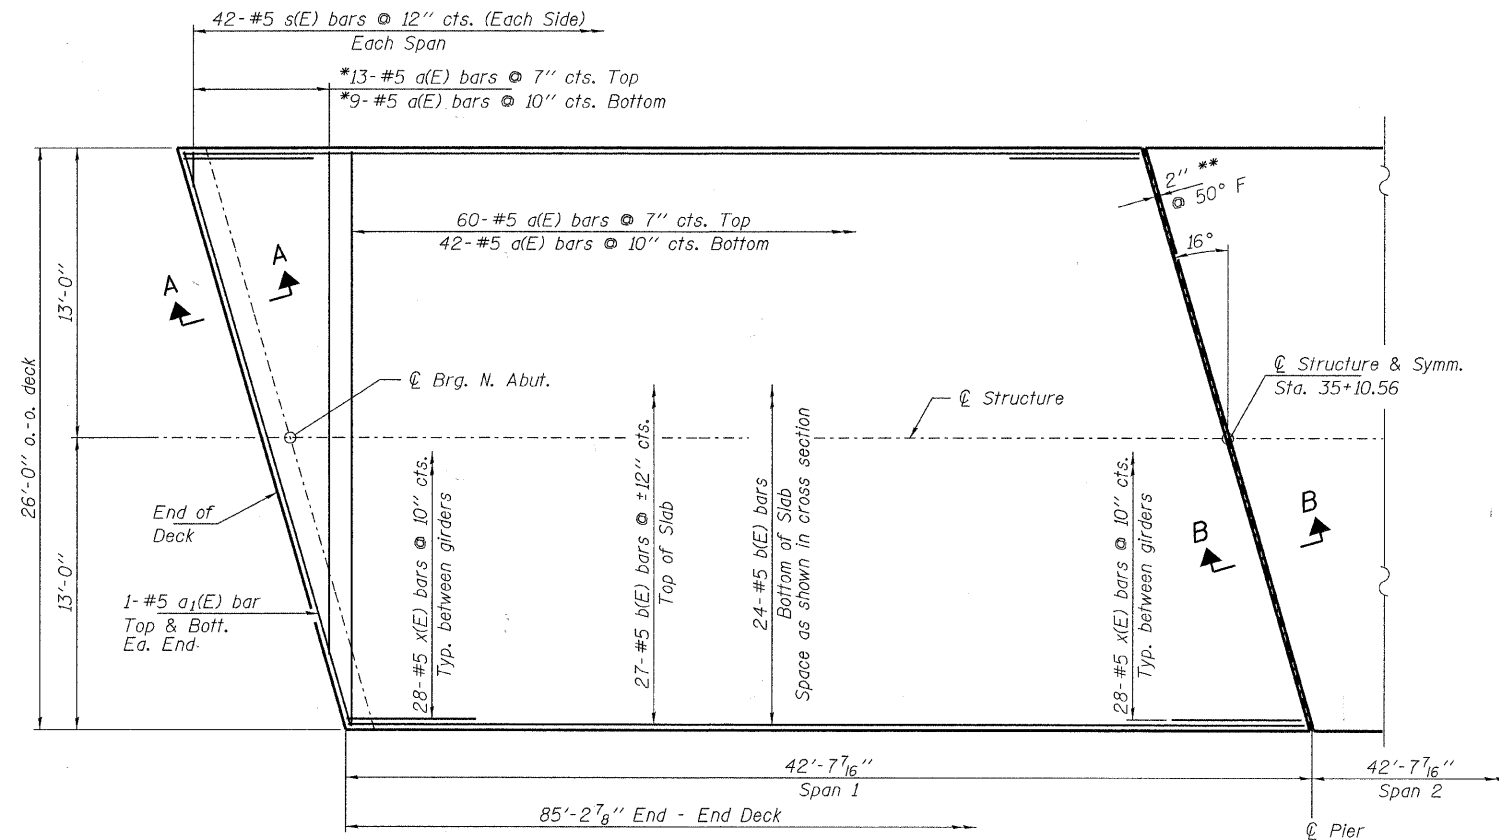 42-#5 s(E) bars @ 12" cts. (Each Side)
Each Span
*13-#5 a(E) bars @ 7" cts. Top
*9-#5 a(E) bars @ 10" cts. Bottom
60-#5 a(E) bars @ 7" cts. Top
42-#5 a(E) bars @ 10" cts. Bottom
2" **
@ 50° F
16°
A
A
13'-0"
26'-0" o.-o. deck
℄ Brg. N. Abut.
℄ Structure
℄ Structure & Symm.
Sta. 35+10.56
End of
Deck
13'-0"
1-#5 a₁(E) bar
Top & Bott.
Ea. End
28-#5 x(E) bars @ 10" cts.
Typ. between girders
27-#5 b(E) bars @ ±12" cts.
Top of Slab
24-#5 b(E) bars
Bottom of Slab
Space as shown in cross section
28-#5 x(E) bars @ 10" cts.
Typ. between girders
B
B
42'-7 7/16"
Span 1
42'-7 7/16"
Span 2
85'-2 7/8" End - End Deck
℄ Pier